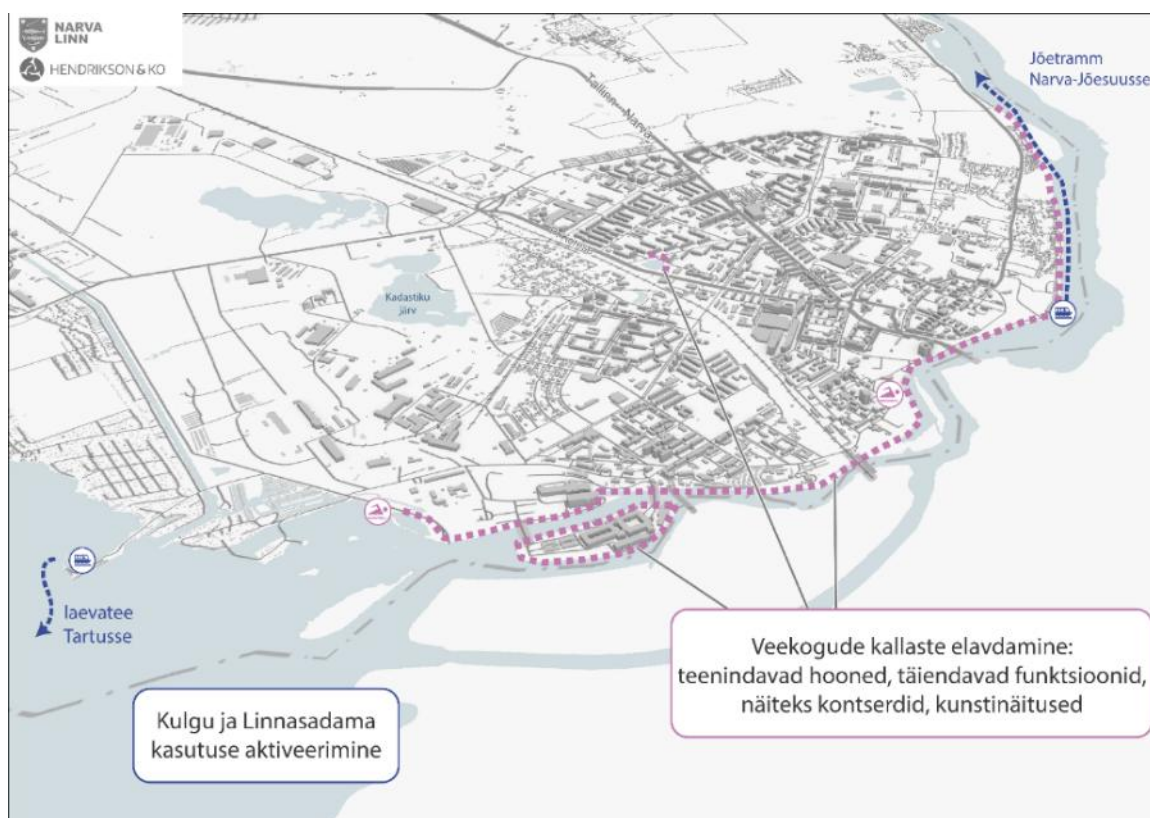 NARVA
LINN
HENDRIKSON & KO
Jõetramm
Narva-Jõesuusse
Tallinn - Narva
Kadastiku
järv
laevatee
Tartusse
Veekogude kallaste elavdamine:
teenindavad hooned, täiendavad funktsioonid,
näiteks kontserdid, kunstinäitused
Kulgu ja Linnasadama
kasutuse aktiveerimine